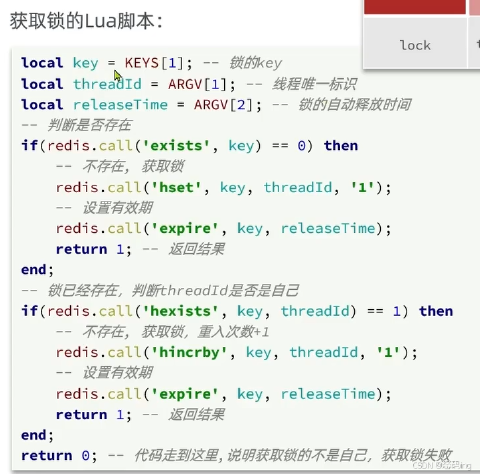 获取锁的Lua脚本：
lock
local key = KEYS[1]; -- 锁的key
local threadId = ARGV[1]; -- 线程唯一标识
local releaseTime = ARGV[2]; -- 锁的自动释放时间
-- 判断是否存在
if(redis.call('exists', key) == 0) then
-- 不存在, 获取锁
redis.call('hset', key, threadId, '1');
-- 设置有效期
redis.call('expire', key, releaseTime);
return 1; -- 返回结果
end;
-- 锁已经存在，判断threadId是否是自己
if(redis.call('hexists', key, threadId) == 1) then
-- 不存在, 获取锁，重入次数+1
redis.call('hincrby', key, threadId, '1');
-- 设置有效期
redis.call('expire', key, releaseTime);
return 1; -- 返回结果
end;
return 0; -- 代码走到这里,说明获取锁的不是自己，获取锁失败